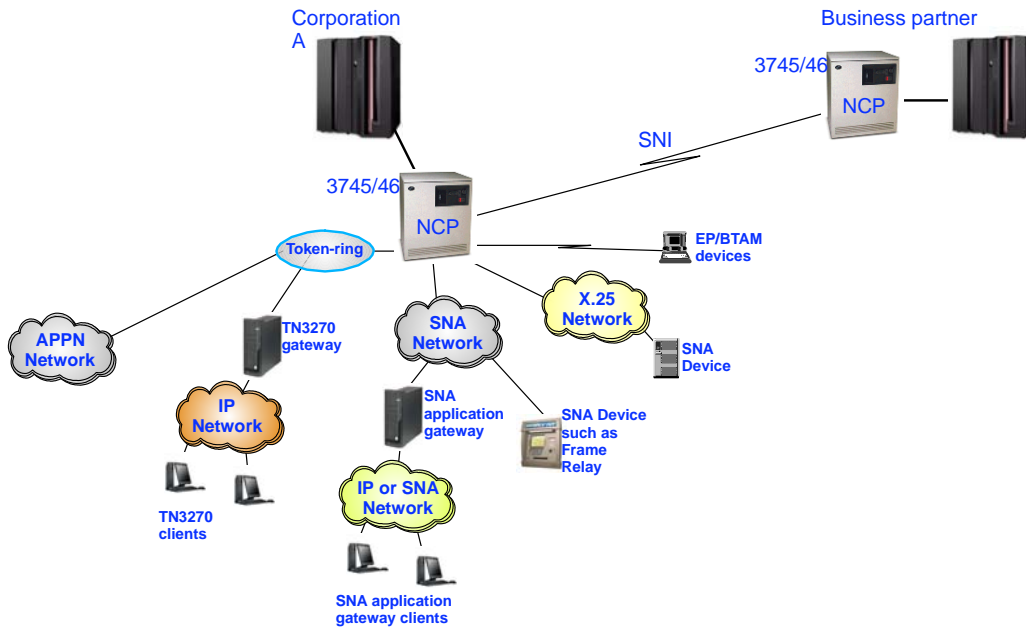 Corporation
A
Business partner
3745/46
NCP
SNI
3745/46
NCP
Token-ring
EP/BTAM
devices
X.25
Network
APPN
Network
TN3270
gateway
SNA
Network
SNA
Device
IP
Network
SNA
application
gateway
SNA Device
such as
Frame
Relay
IP or SNA
Network
TN3270
clients
SNA application
gateway clients